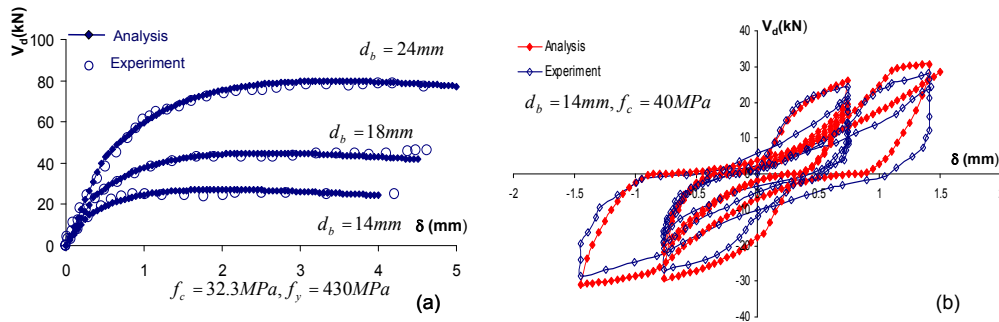 V_d(kN)
100
80
60
40
20
0
0 1 2 3 4 5
Analysis
Experiment
d_b = 24mm
d_b = 18mm
d_b = 14mm
δ (mm)
f_c = 32.3MPa, f_y = 430MPa
(a)
V_d(kN)
40
30
20
10
0
-10
-20
-30
-40
Analysis
Experiment
d_b = 14mm, f_c = 40MPa
δ (mm)
-2 -1.5 -1 -0.5 0 0.5 1 1.5 2
(b)